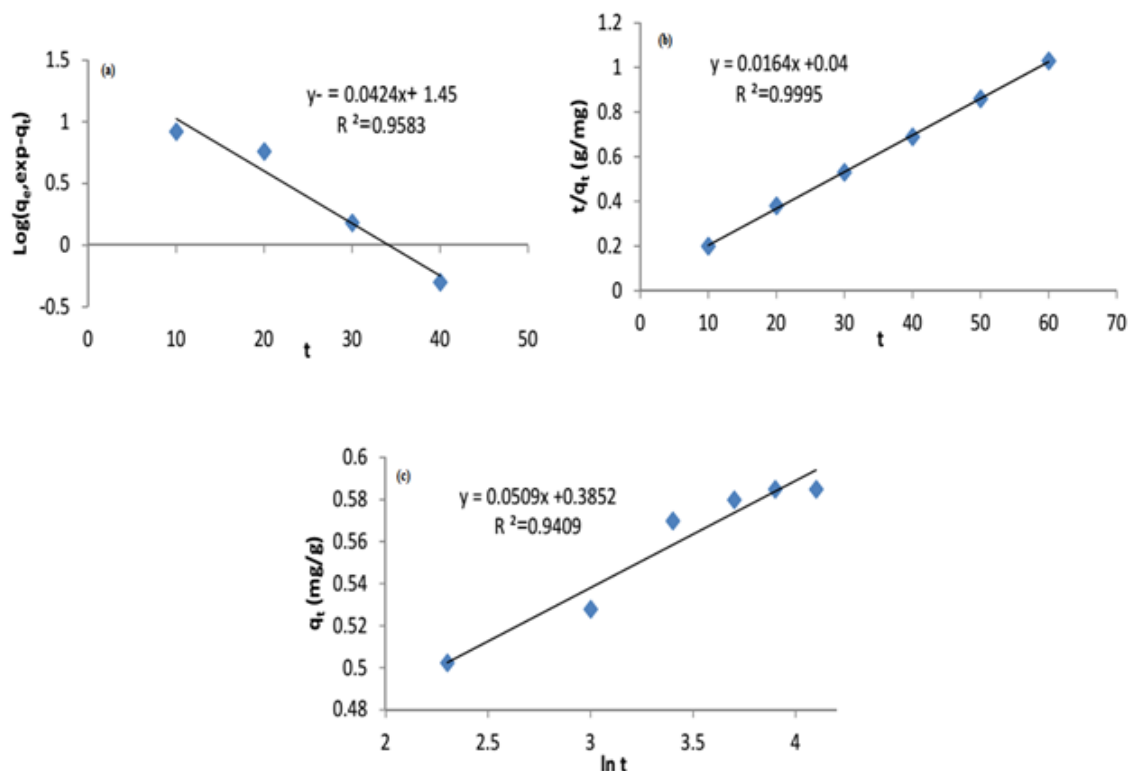 (a)
y- = 0.0424x+ 1.45
R ²=0.9583
Log(qe,exp-qt)
1.5
1
0.5
0
-0.5
0 10 20 30 40 50
t
(b)
y = 0.0164x +0.04
R ²=0.9995
t/qt (g/mg)
1.2
1
0.8
0.6
0.4
0.2
0
0 10 20 30 40 50 60 70
t
(c)
y = 0.0509x +0.3852
R ²=0.9409
qt (mg/g)
0.6
0.58
0.56
0.54
0.52
0.5
0.48
2 2.5 3 3.5 4
ln t